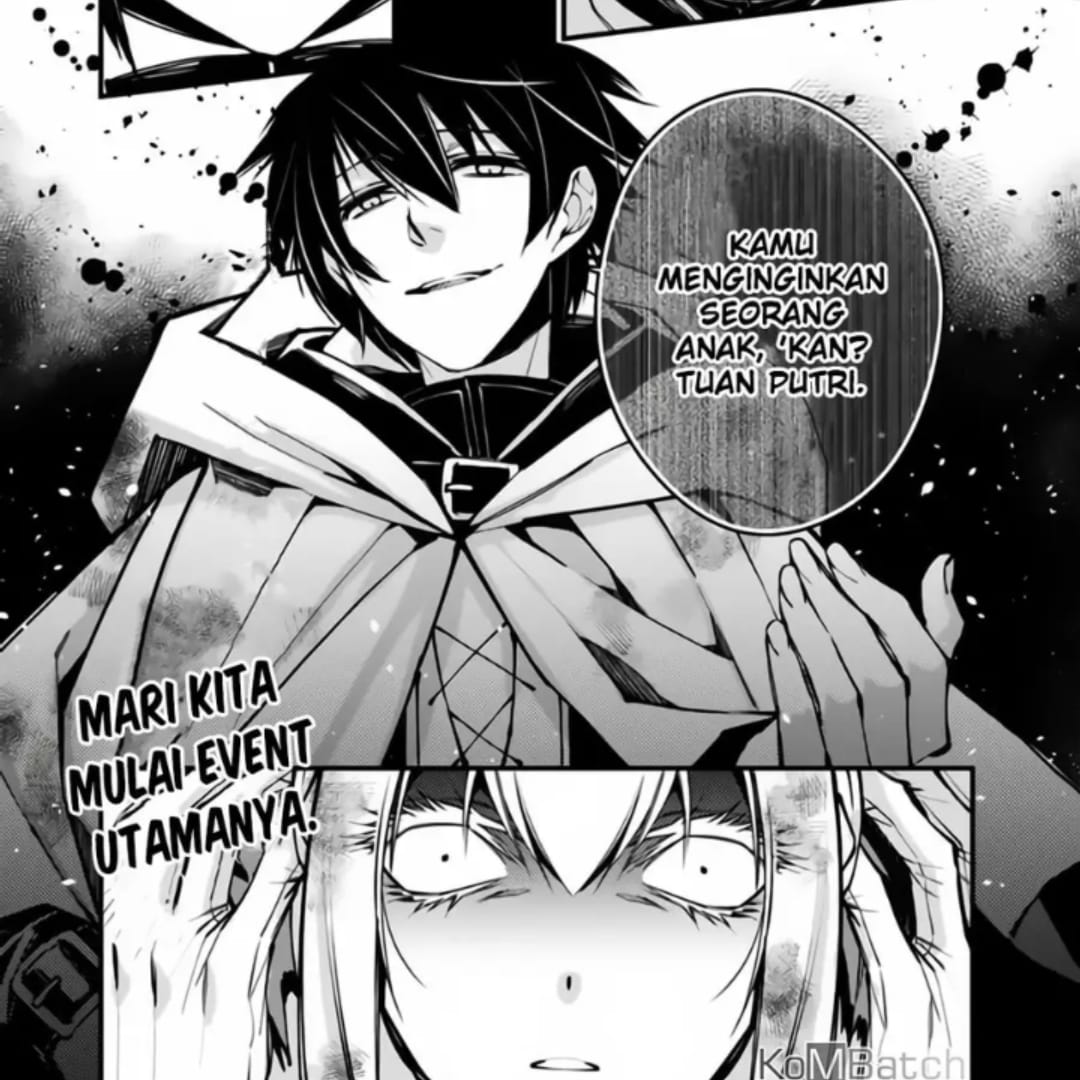 KAMU
MENGINGINKAN
SEORANG
ANAK, 'KAN?
TUAN PUTRI.
MARI KITA
MULAI EVENT
UTAMANYA.
KoMBatch